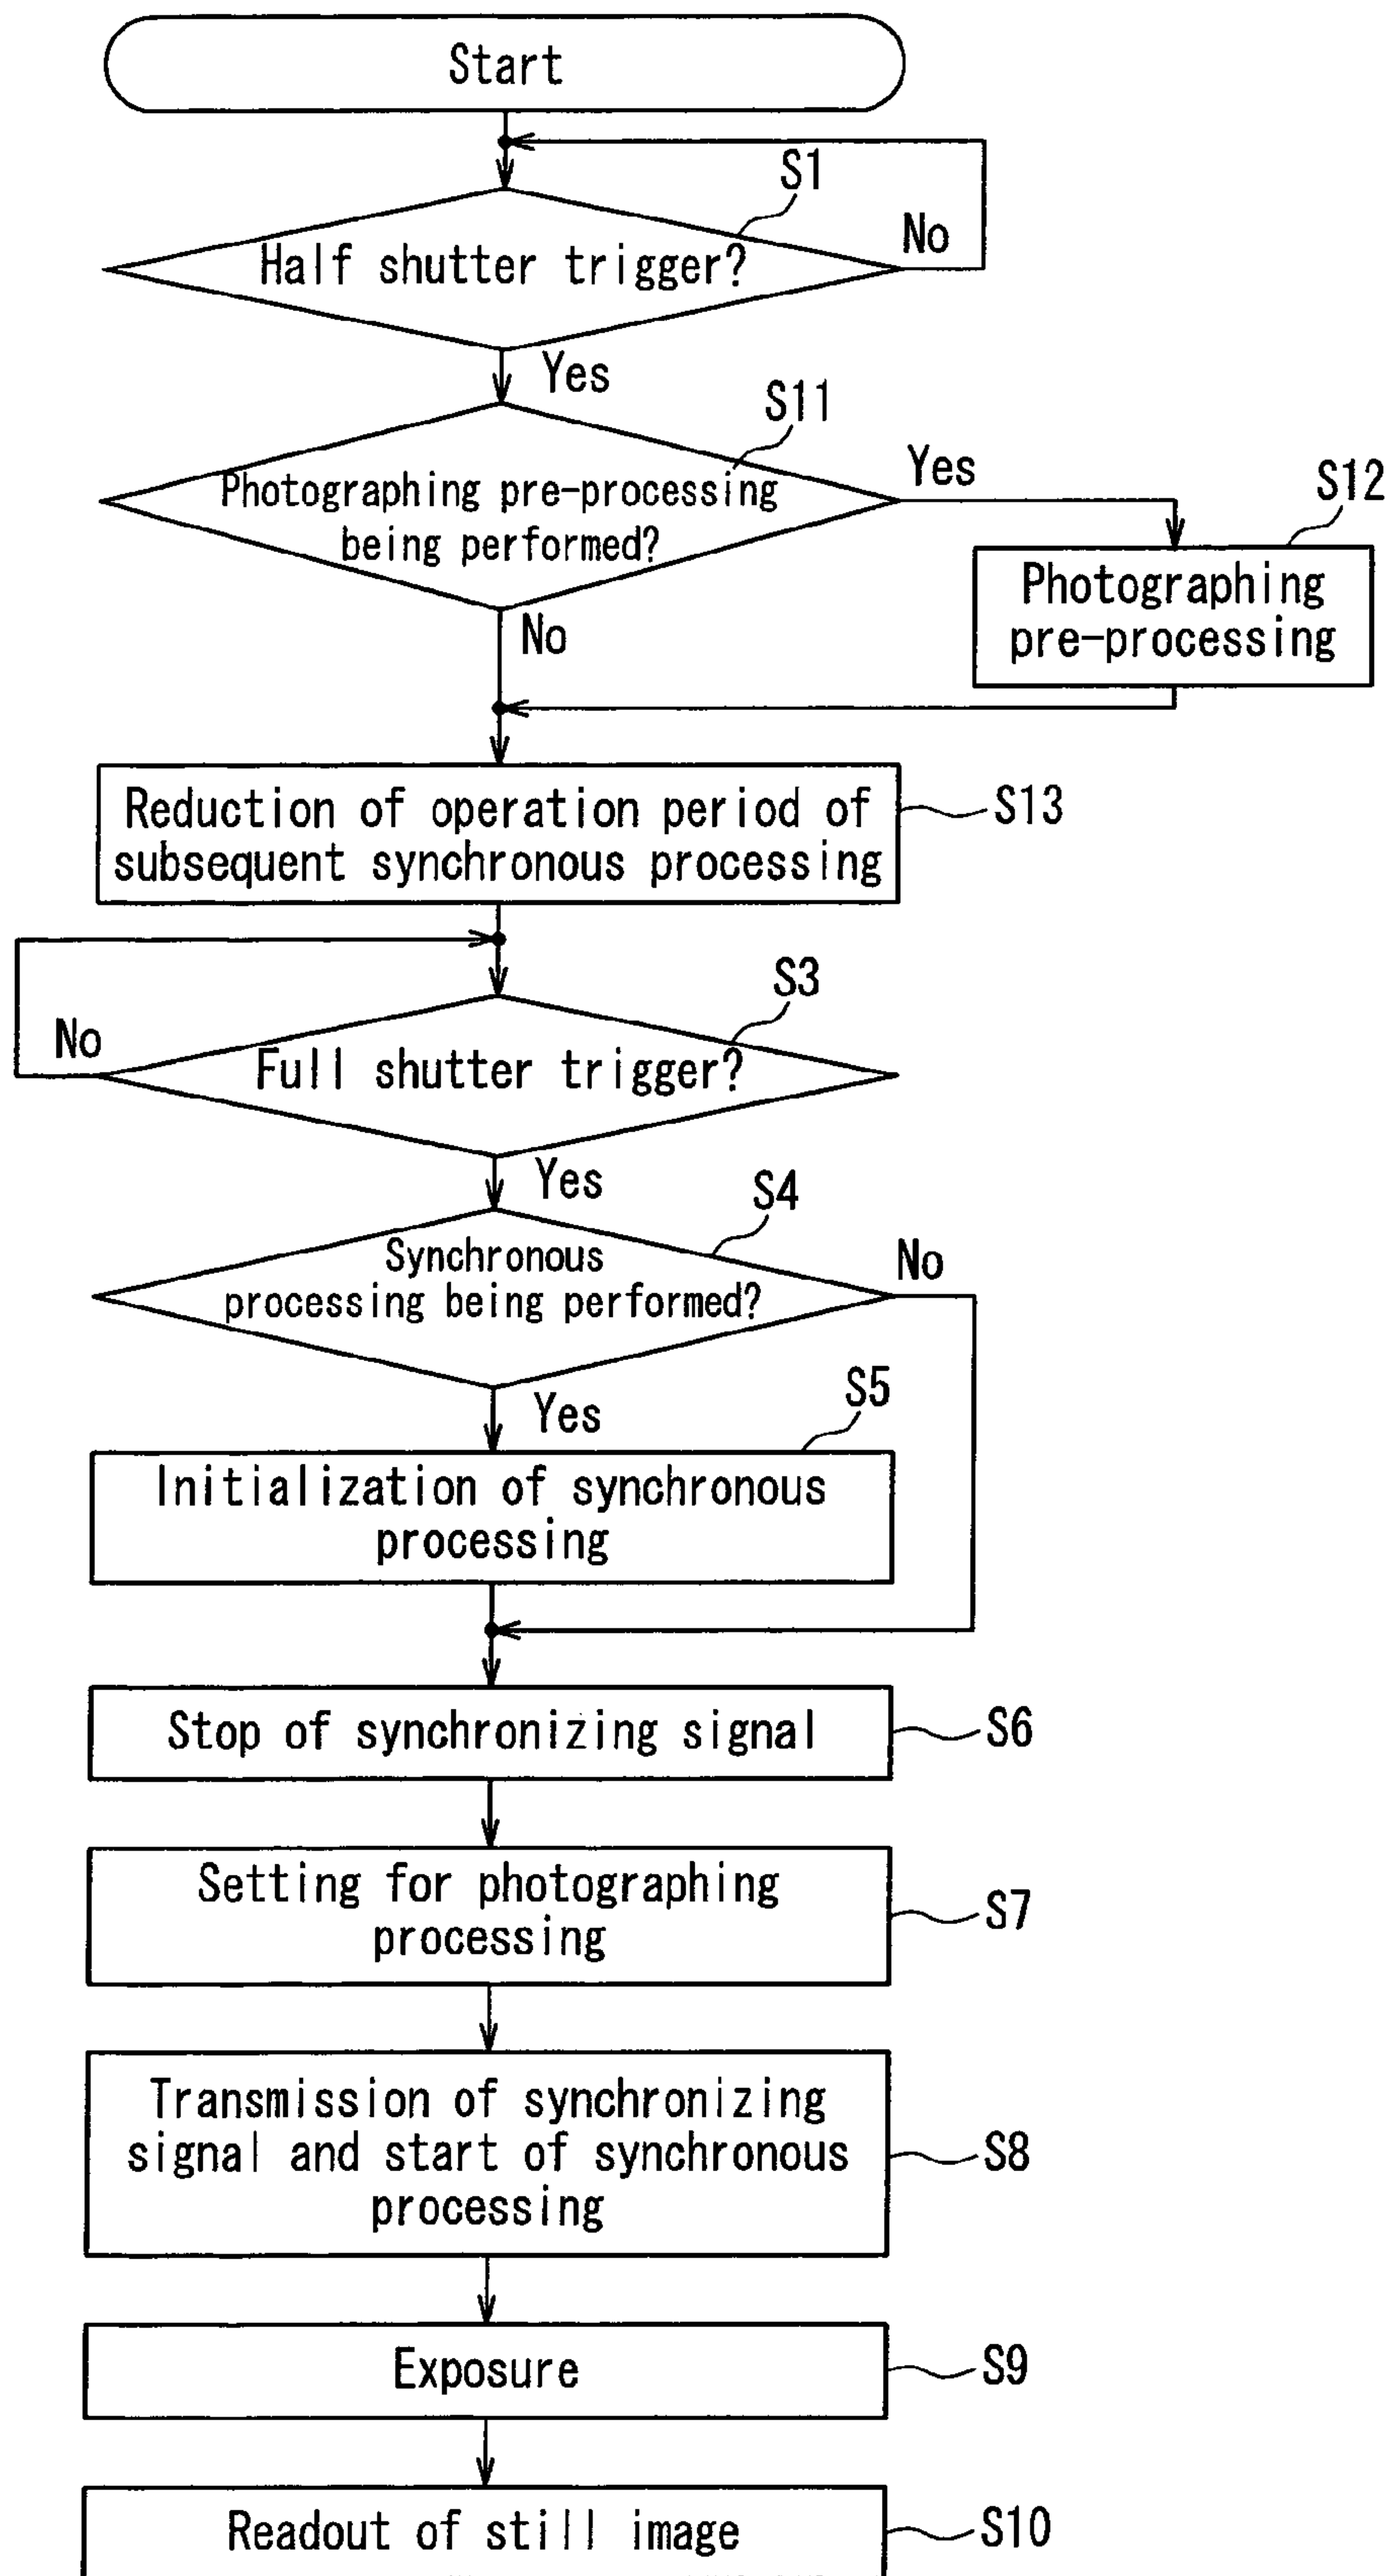 Start
S1
Half shutter trigger?
No
Yes
S11
Photographing pre-processing
being performed?
Yes
S12
Photographing
pre-processing
No
Reduction of operation period of
subsequent synchronous processing
S13
S3
Full shutter trigger?
No
Yes
S4
Synchronous
processing being performed?
No
Yes
S5
Initialization of synchronous
processing
Stop of synchronizing signal
S6
Setting for photographing
processing
S7
Transmission of synchronizing
signal and start of synchronous
processing
S8
Exposure
S9
Readout of still image
S10